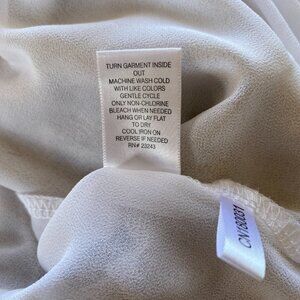 TURN GARMENT INSIDE
OUT
MACHINE WASH COLD
WITH LIKE COLORS
GENTLE CYCLE
ONLY NON-CHLORINE
BLEACH WHEN NEEDED
HANG OR LAY FLAT
TO DRY
COOL IRON ON
REVERSE IF NEEDED
RN# 23243
CN160031